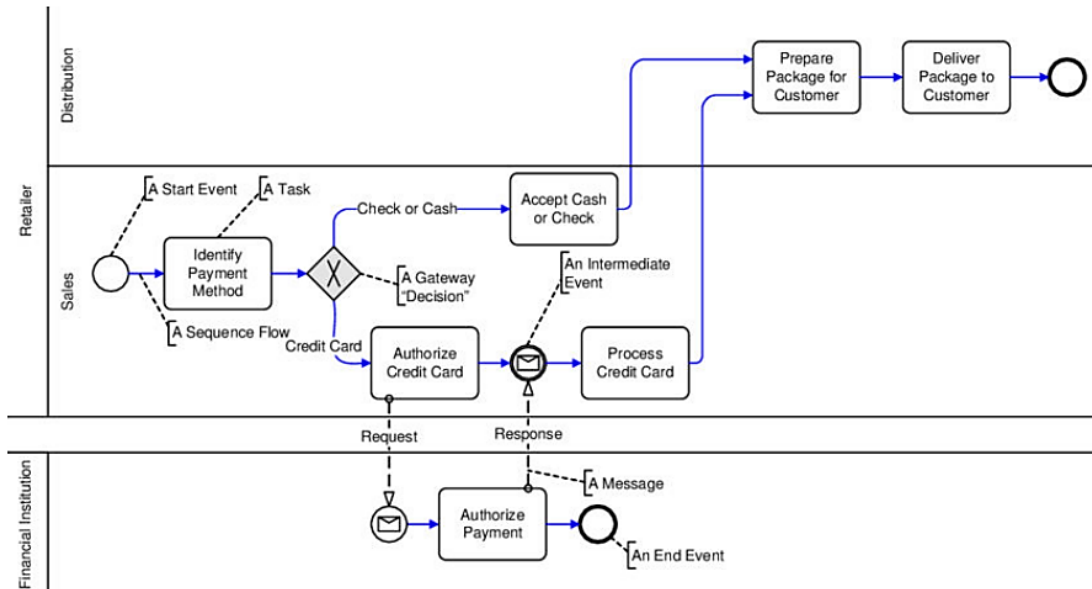 Distribution
Prepare
Package for
Customer
Deliver
Package to
Customer
Retailer
Sales
A Start Event
A Task
Identify
Payment
Method
A Sequence Flow
Check or Cash
Accept Cash
or Check
A Gateway
“Decision”
An Intermediate
Event
Credit Card
Authorize
Credit Card
Process
Credit Card
Request
Response
Financial Institution
A Message
Authorize
Payment
An End Event